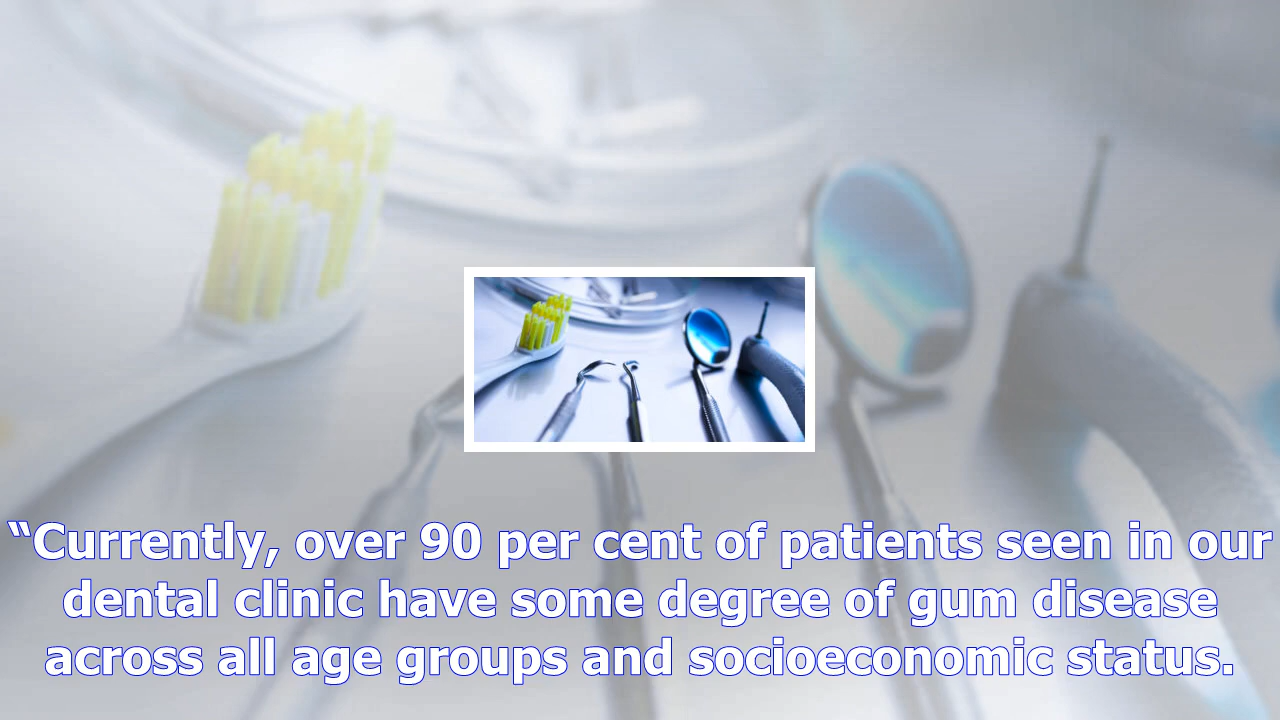 “Currently, over 90 per cent of patients seen in our
dental clinic have some degree of gum disease
across all age groups and socioeconomic status.